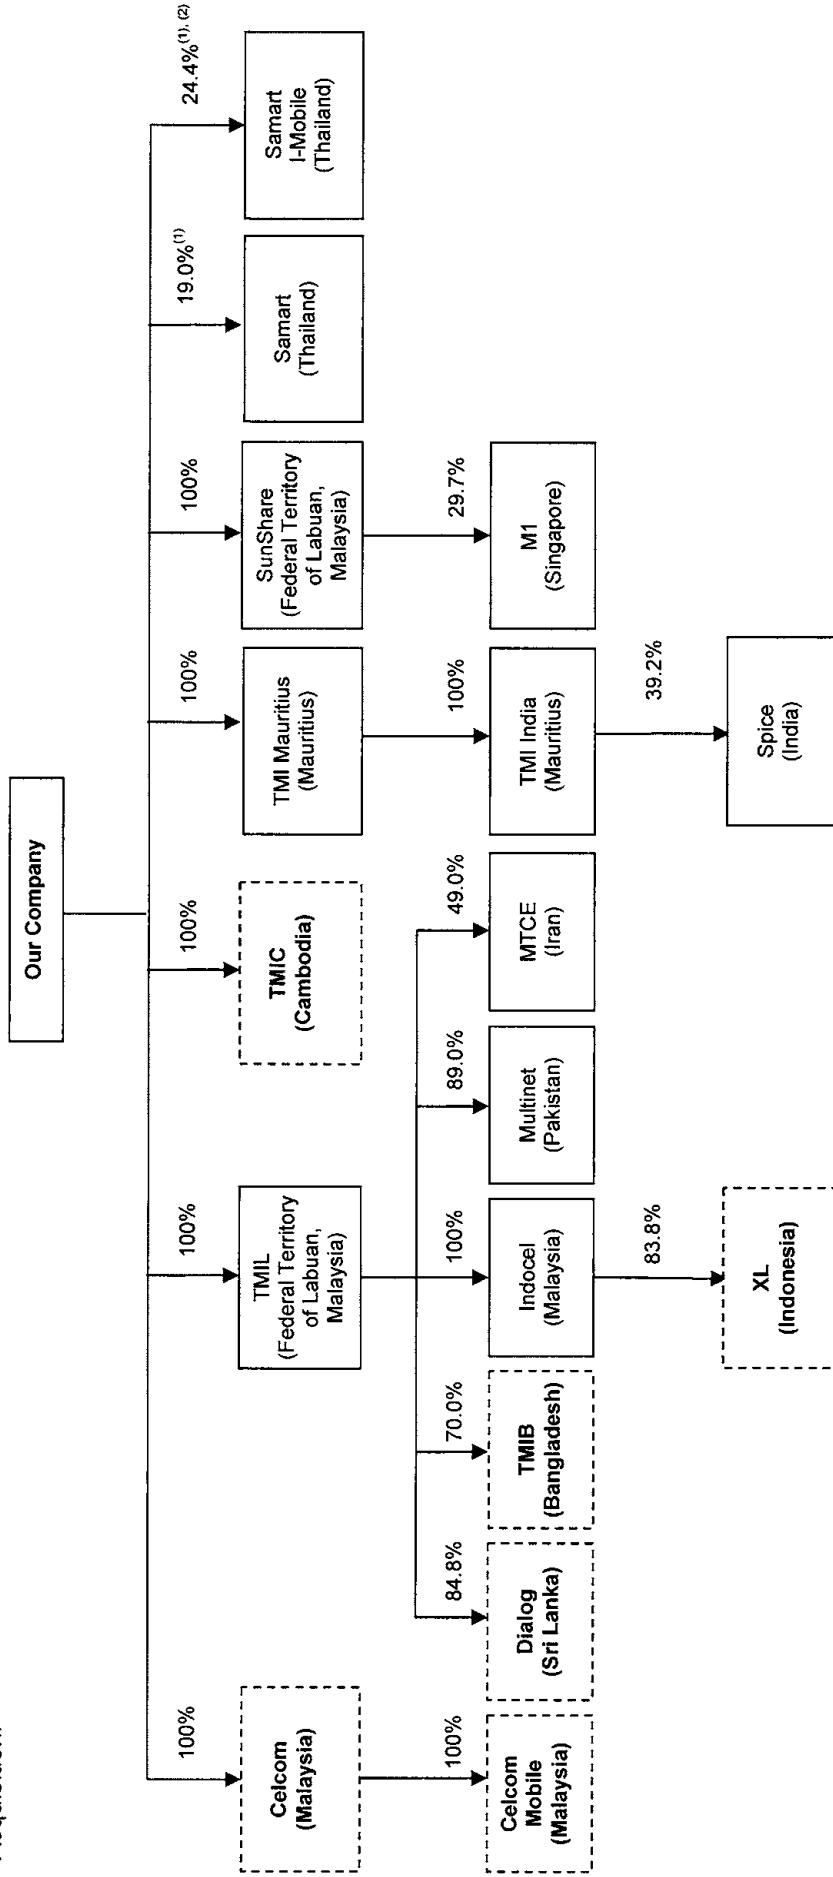 Our Company
100%
100%
100%
100%
100%
19.0%(1)
24.4%(1), (2)
Celcom
(Malaysia)
TMIL
(Federal Territory
of Labuan,
Malaysia)
TMIC
(Cambodia)
TMI Mauritius
(Mauritius)
SunShare
(Federal Territory
of Labuan,
Malaysia)
Samart
(Thailand)
Samart
I-Mobile
(Thailand)
100%
84.8%
70.0%
100%
89.0%
49.0%
100%
29.7%
Celcom
Mobile
(Malaysia)
Dialog
(Sri Lanka)
TMIB
(Bangladesh)
Indocel
(Malaysia)
Multinet
(Pakistan)
MTCE
(Iran)
TMI India
(Mauritius)
M1
(Singapore)
83.8%
39.2%
XL
(Indonesia)
Spice
(India)